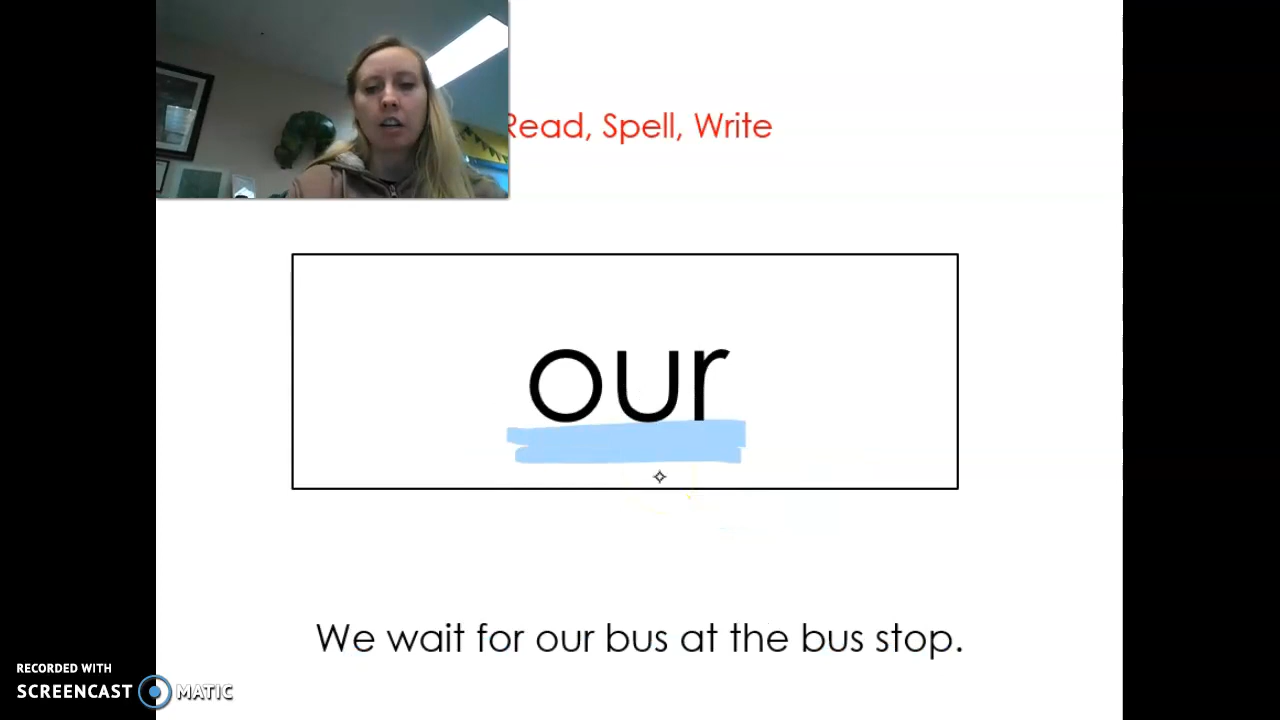 Read, Spell, Write
our
We wait for our bus at the bus stop.
RECORDED WITH
SCREENCAST MATIC